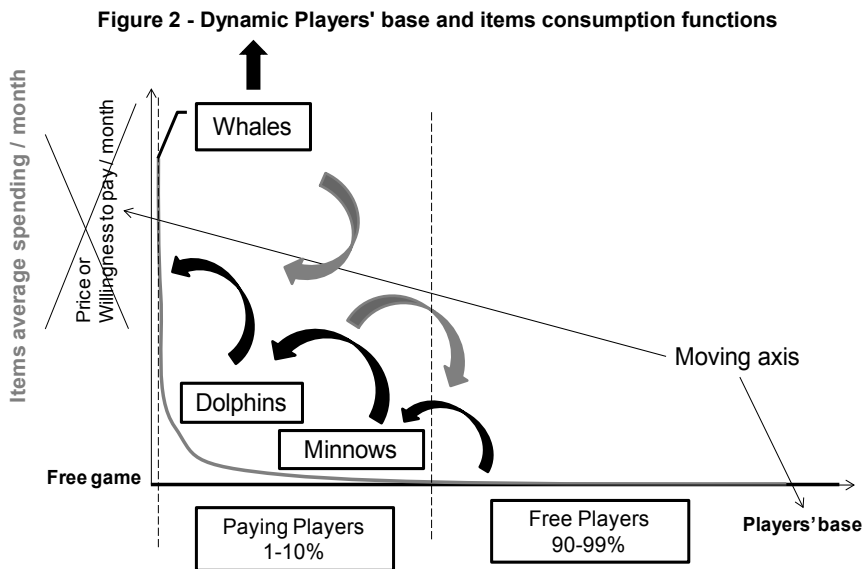 Figure 2 - Dynamic Players' base and items consumption functions
Items average spending / month
Price or
Willingness to pay / month
Whales
Moving axis
Dolphins
Minnows
Free game
Players' base
Paying Players
1-10%
Free Players
90-99%